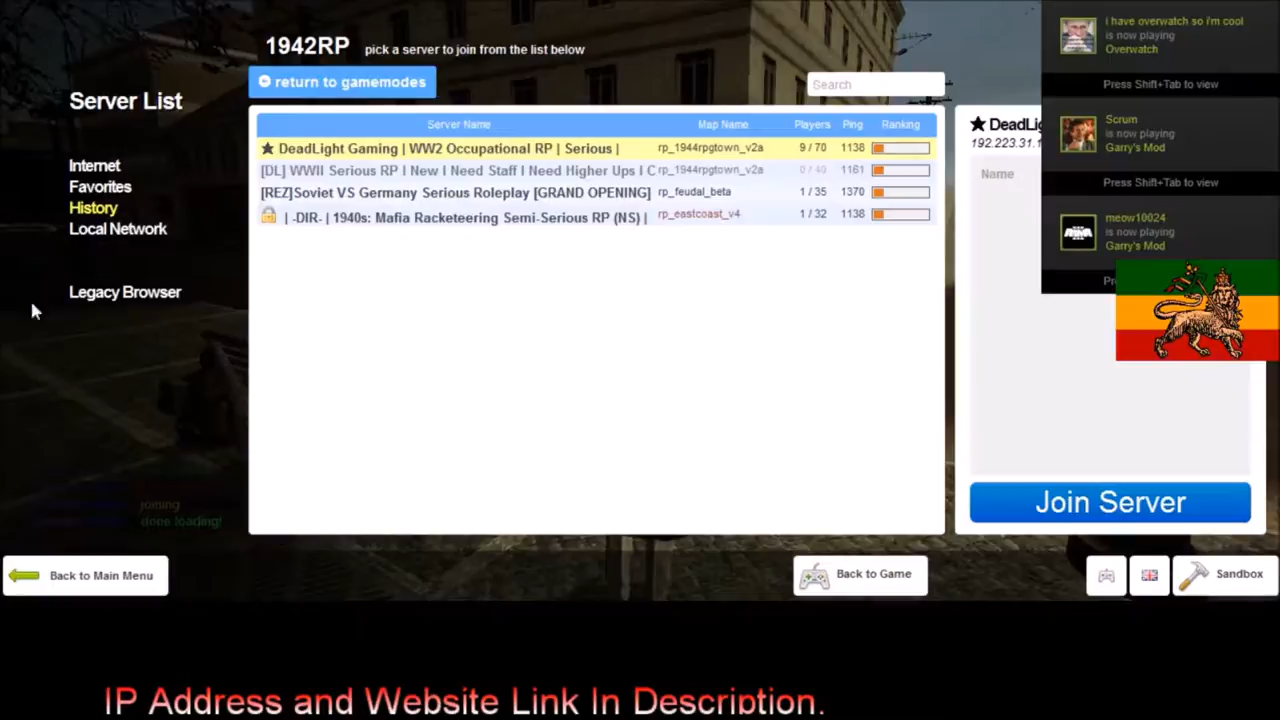 1942RP pick a server to join from the list below
return to gamemodes
Search
Server List
Internet
Favorites
History
Local Network
Legacy Browser
Server Name Map Name Players Ping Ranking
DeadLight Gaming | WW2 Occupational RP | Serious | rp_1944rpgtown_v2a 9 / 70 1138
[DL] WWII Serious RP I New I Need Staff I Need Higher Ups I C rp_1944rpgtown_v2a 0 / 40 1161
[REZ]Soviet VS Germany Serious Roleplay [GRAND OPENING] rp_feudal_beta 1 / 35 1370
| -DIR- | 1940s: Mafia Racketeering Semi-Serious RP (NS) | rp_eastcoast_v4 1 / 32 1138
DeadLi
192.223.31.1
Name
Join Server
i have overwatch so i'm cool
is now playing
Overwatch
Press Shift+Tab to view
Scrum
is now playing
Garry's Mod
Press Shift+Tab to view
meow10024
is now playing
Garry's Mod
Pr
joining
done loading!
Back to Main Menu
Back to Game
Sandbox
IP Address and Website Link In Description.